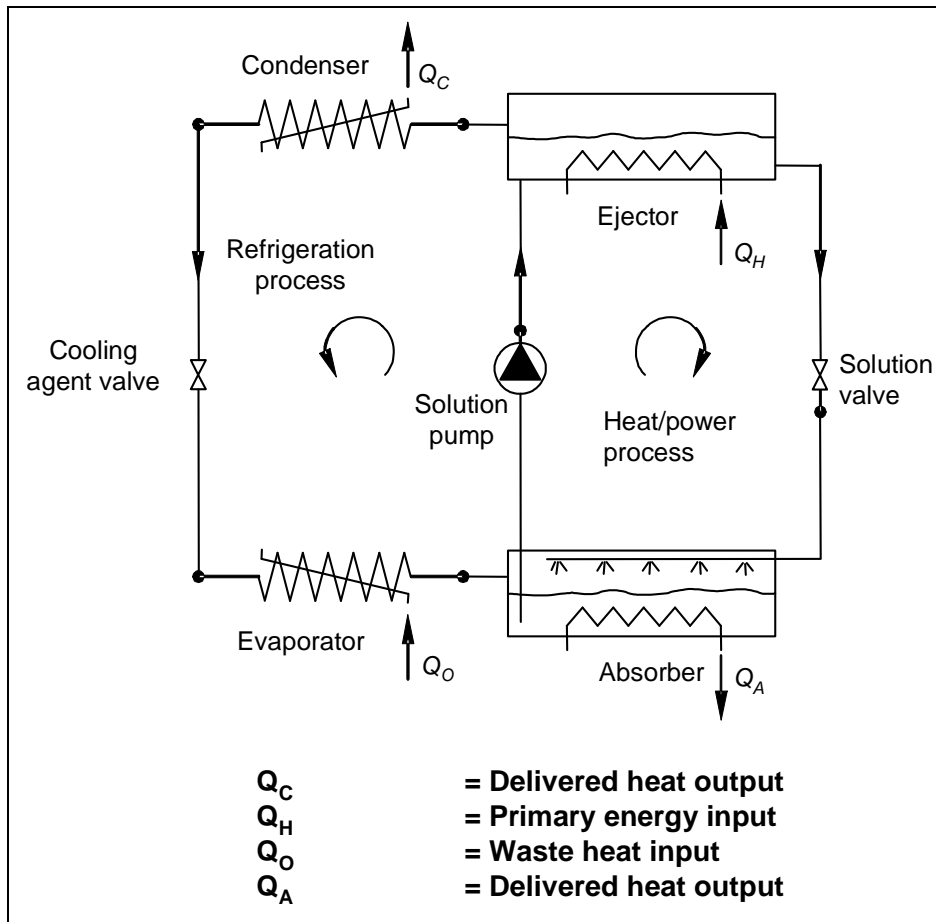 Condenser
Q_C
Ejector
Q_H
Refrigeration
process
Cooling
agent valve
Solution
pump
Heat/power
process
Solution
valve
Evaporator
Q_O
Absorber
Q_A
Q_C = Delivered heat output
Q_H = Primary energy input
Q_O = Waste heat input
Q_A = Delivered heat output